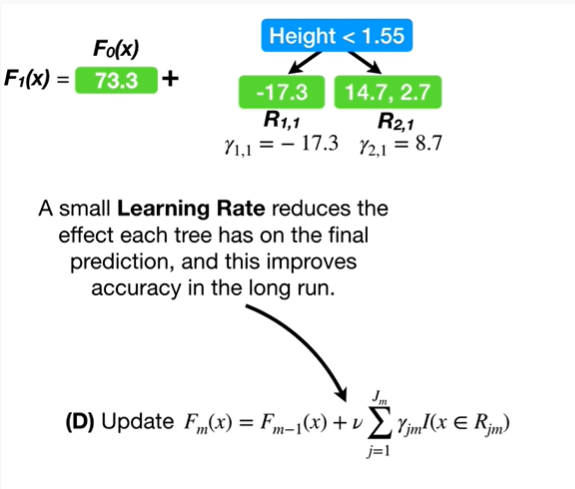 F₀(x)
Height < 1.55
F₁(x) = 73.3 +
-17.3 14.7, 2.7
R₁,₁ R₂,₁
γ₁,₁ = − 17.3 γ₂,₁ = 8.7
A small Learning Rate reduces the
effect each tree has on the final
prediction, and this improves
accuracy in the long run.
(D) Update Fₘ(x) = Fₘ₋₁(x) + ν ∑_{j=1}^{Jₘ} γⱼₘI(x ∈ Rⱼₘ)